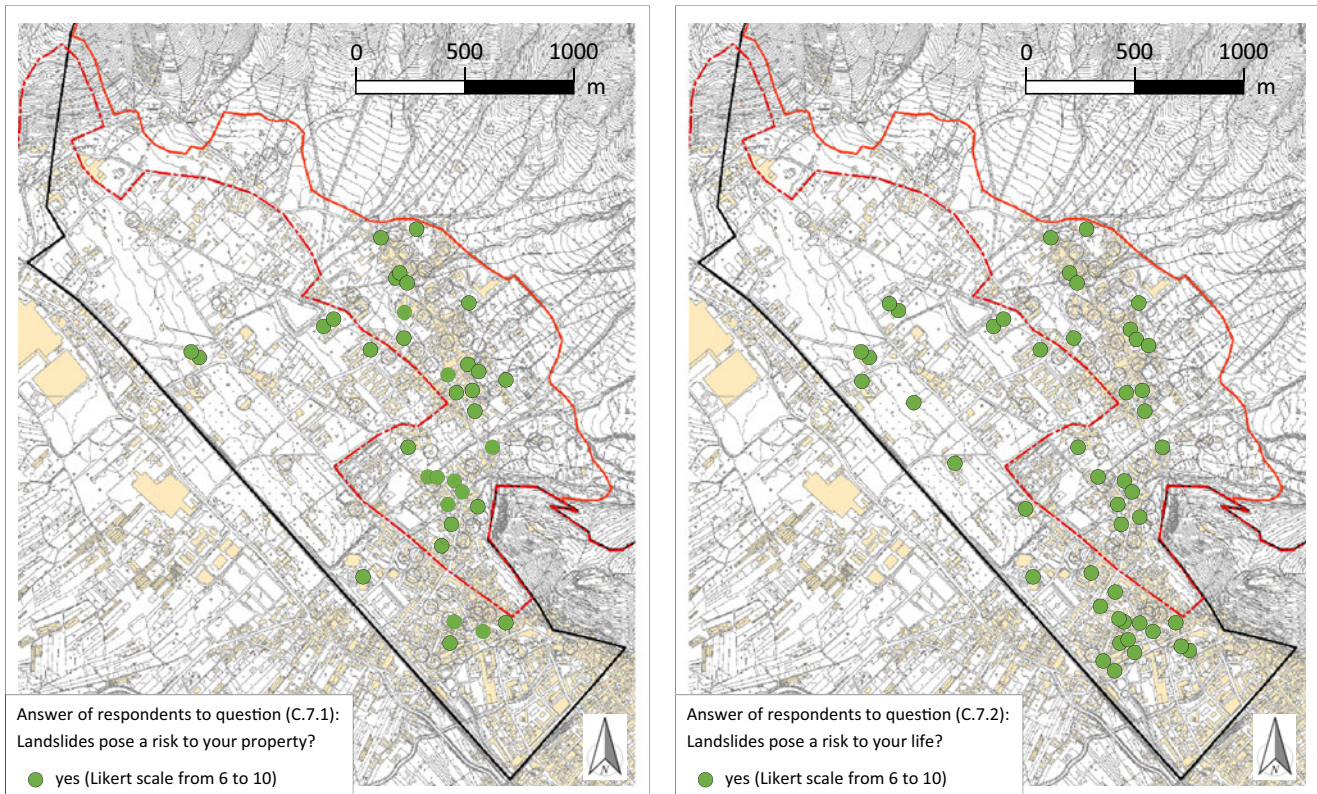 0 500 1000
m
Answer of respondents to question (C.7.1):
Landslides pose a risk to your property?
yes (Likert scale from 6 to 10)
N
0 500 1000
m
Answer of respondents to question (C.7.2):
Landslides pose a risk to your life?
yes (Likert scale from 6 to 10)
N